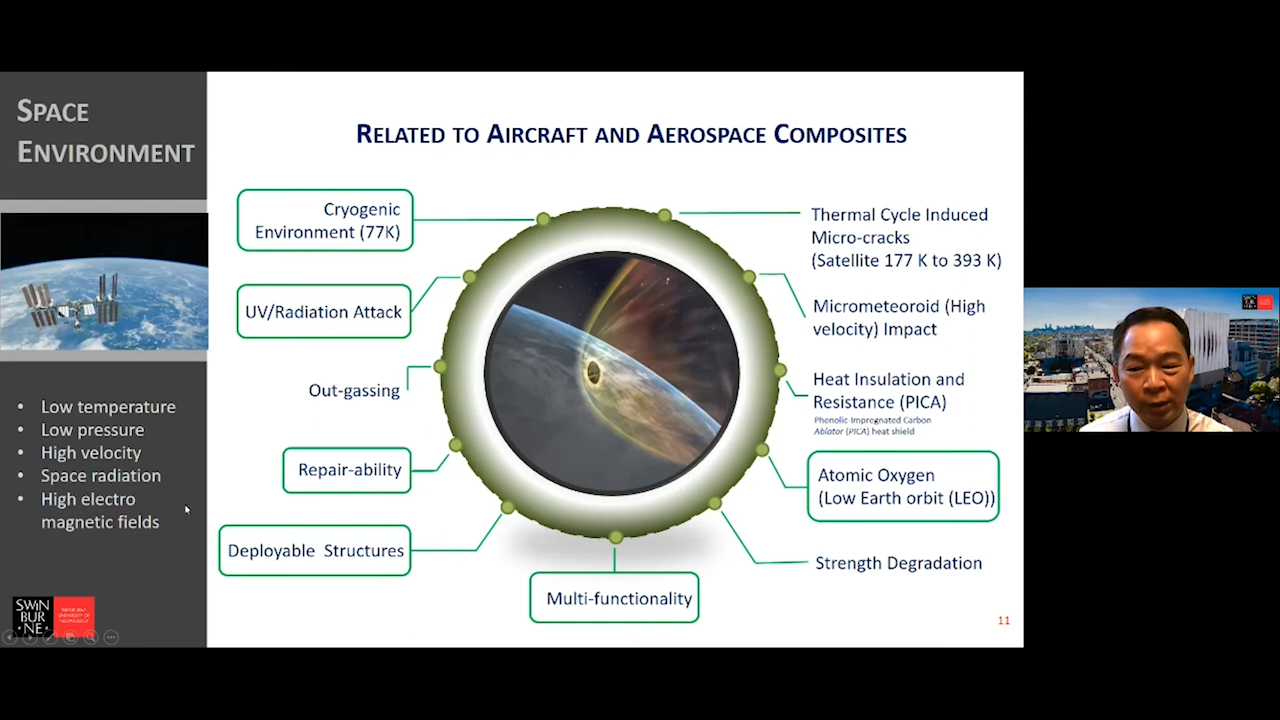 SPACE
ENVIRONMENT
• Low temperature
• Low pressure
• High velocity
• Space radiation
• High electro
magnetic fields
SWIN
BUR
NE
RELATED TO AIRCRAFT AND AEROSPACE COMPOSITES
Cryogenic
Environment (77K)
UV/Radiation Attack
Out-gassing
Repair-ability
Deployable Structures
Multi-functionality
Thermal Cycle Induced
Micro-cracks
(Satellite 177 K to 393 K)
Micrometeoroid (High
velocity) Impact
Heat Insulation and
Resistance (PICA)
Phenolic-Impregnated Carbon
Ablator (PICA) heat shield
Atomic Oxygen
(Low Earth orbit (LEO))
Strength Degradation
11